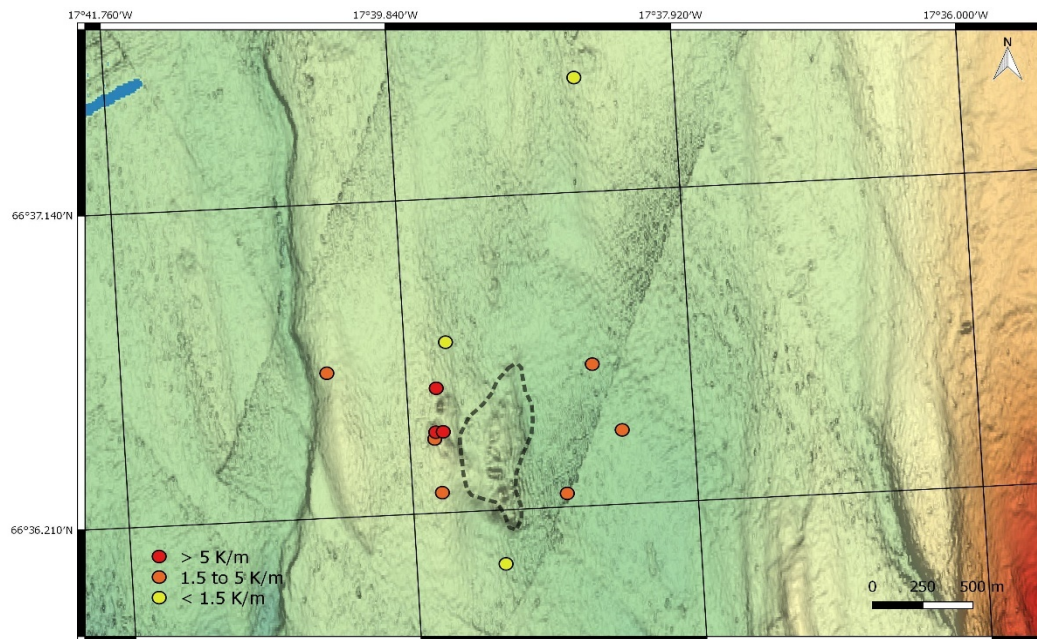 17°41.760'W 17°39.840'W 17°37.920'W 17°36.000'W
N
66°37.140'N
66°36.210'N
> 5 K/m
1.5 to 5 K/m
< 1.5 K/m
0 250 500 m